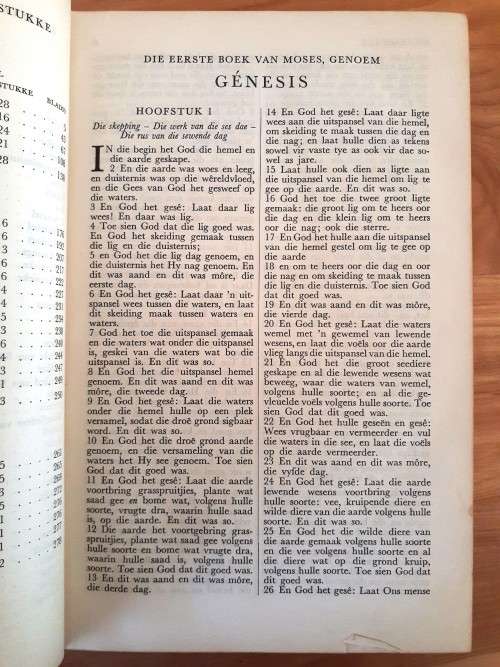 STUKKE
STUKKE BLADSY
28
16
24
21
28
176
190
192
203
217
221
229
235
238
246
248
250
263
265
265
268
271
277
278
DIE EERSTE BOEK VAN MOSES, GENOEM
GÉNESIS
HOOFSTUK I
Die skepping – Die werk van die ses dae –
Die rus van die sewende dag
IN die begin het God die hemel en
die aarde geskape.
2 En die aarde was woes en leeg,
en duisternis was op die wêreldvloed,
en die Gees van God het gesweef op
die waters.
3 En God het gesê: Laat daar lig
wees! En daar was lig.
4 Toe sien God dat die lig goed was.
En God het skeiding gemaak tussen
die lig en die duisternis;
5 en God het die lig dag genoem, en
die duisternis het Hy nag genoem. En
dit was aand en dit was môre, die
eerste dag.
6 En God het gesê: Laat daar 'n uit-
spansel wees tussen die waters, en laat
dit skeiding maak tussen waters en
waters.
7 God het toe die uitspansel gemaak
en die waters wat onder die uitspansel
is, geskei van die waters wat bo die
uitspansel is. En dit was so.
8 En God het die uitspansel hemel
genoem. En dit was aand en dit was
môre, die tweede dag.
9 En God het gesê: Laat die waters
onder die hemel hulle op een plek
versamel, sodat die droë grond sigbaar
word. En dit was so.
10 En God het die droë grond aarde
genoem, en die versameling van die
waters het Hy see genoem. Toe sien
God dat dit goed was.
11 En God het gesê: Laat die aarde
voortbring grasspruitjies, plante wat
saad gee en bome wat, volgens hulle
soorte, vrugte dra, waarin hulle saad
is, op die aarde. En dit was so.
12 Die aarde het voortgebring gras-
spruitjies, plante wat saad gee volgens
hulle soorte en bome wat vrugte dra,
waarin hulle saad is, volgens hulle
soorte. Toe sien God dat dit goed was.
13 En dit was aand en dit was môre,
die derde dag.
14 En God het gesê: Laat daar ligte
wees aan die uitspansel van die hemel,
om skeiding te maak tussen die dag en
die nag; en laat hulle dien as tekens
sowel vir vaste tye as ook vir dae so-
wel as jare.
15 Laat hulle ook dien as ligte aan
die uitspansel van die hemel om lig te
gee op die aarde. En dit was so.
16 God het toe die twee groot ligte
gemaak: die groot lig om te heers oor
die dag en die klein lig om te heers
oor die nag; ook die sterre.
17 En God het hulle aan die uitspansel
van die hemel gestel om lig te gee op
die aarde
18 en om te heers oor die dag en oor
die nag en om skeiding te maak tussen
die lig en die duisternis. Toe sien God
dat dit goed was.
19 En dit was aand en dit was môre,
die vierde dag.
20 En God het gesê: Laat die waters
wemel met 'n gewemel van lewende
wesens, en laat die voëls oor die aarde
vlieg langs die uitspansel van die hemel.
21 En God het die groot seediere
geskape en al die lewende wesens wat
beweeg, waar die waters van wemel,
volgens hulle soorte; en al die ge-
vleuelde voëls volgens hulle soorte. Toe
sien God dat dit goed was.
22 En God het hulle geseën en gesê:
Wees vrugbaar en vermeerder en vul
die waters in die see, en laat die voëls
op die aarde vermeerder.
23 En dit was aand en dit was môre,
die vyfde dag.
24 En God het gesê: Laat die aarde
lewende wesens voortbring volgens
hulle soorte: vee, kruipende diere en
wilde diere van die aarde volgens hulle
soorte. En dit was so.
25 En God het die wilde diere van
die aarde gemaak volgens hulle soorte
en die vee volgens hulle soorte en al
die diere wat op die grond kruip,
volgens hulle soorte. Toe sien God dat
dit goed was.
26 En God het gesê: Laat Ons mense